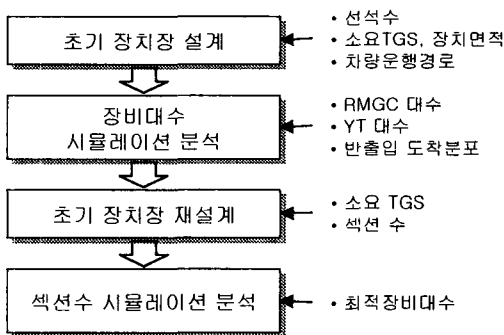 초기 장치장 설계
• 선석수
• 소요TGS, 장치면적
• 차량운행경로
장비대수
시뮬레이션 분석
• RMGC 대수
• YT 대수
• 반출입 도착분포
초기 장치장 재설계
• 소요 TGS
• 섹션 수
섹션수 시뮬레이션 분석
• 최적장비대수